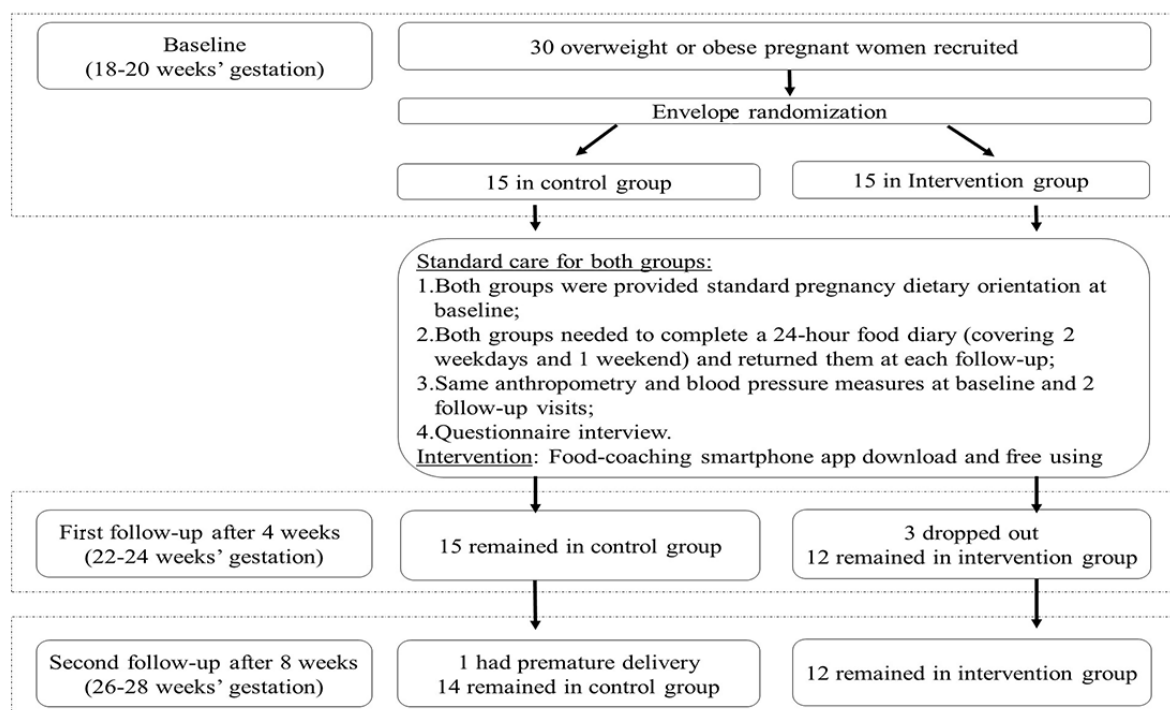 Baseline
(18-20 weeks’ gestation)
30 overweight or obese pregnant women recruited
Envelope randomization
15 in control group
15 in Intervention group
Standard care for both groups:
1.Both groups were provided standard pregnancy dietary orientation at
baseline;
2.Both groups needed to complete a 24-hour food diary (covering 2
weekdays and 1 weekend) and returned them at each follow-up;
3.Same anthropometry and blood pressure measures at baseline and 2
follow-up visits;
4.Questionnaire interview.
Intervention: Food-coaching smartphone app download and free using
First follow-up after 4 weeks
(22-24 weeks’ gestation)
15 remained in control group
3 dropped out
12 remained in intervention group
Second follow-up after 8 weeks
(26-28 weeks’ gestation)
1 had premature delivery
14 remained in control group
12 remained in intervention group